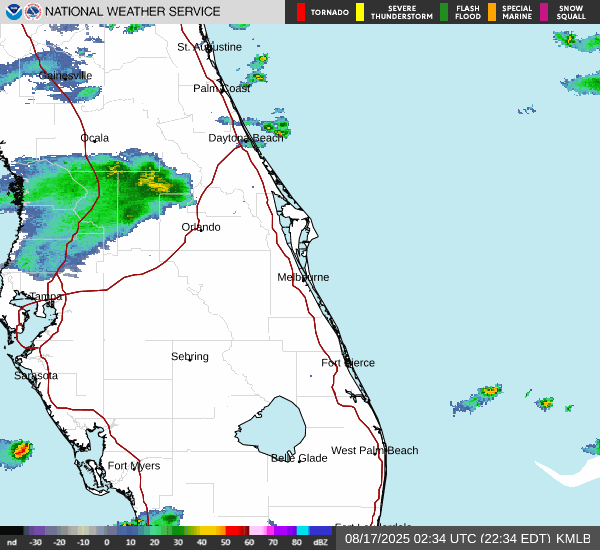 NATIONAL WEATHER SERVICE
TORNADO
SEVERE THUNDERSTORM
FLASH FLOOD
SPECIAL MARINE
SNOW SQUALL
St. Augustine
Gainesville
Palm Coast
Ocala
Daytona Beach
Orlando
Melbourne
Tampa
Sebring
Fort Pierce
Sarasota
West Palm Beach
Belle Glade
Fort Myers
Fort Lauderdale
nd -30 -20 -10 0 10 20 30 40 50 60 70 80 dBZ
08/17/2025 02:34 UTC (22:34 EDT) KMLB